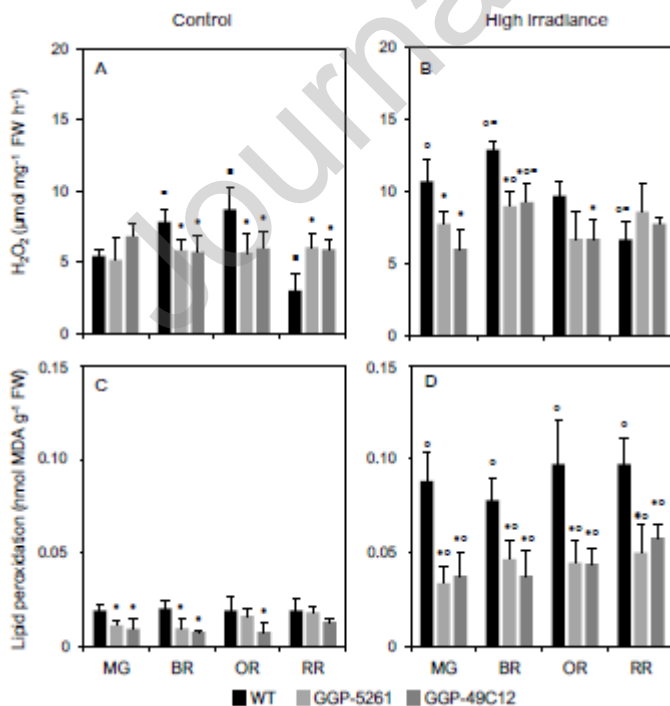 Control High Irradiance
20 A 20 B
15 15
10 10
5 5
0 0
H₂O₂ (μmol mg⁻¹ FW h⁻¹)
0.15 C 0.15 D
0.10 0.10
0.05 0.05
0 0
Lipid peroxidation (nmol MDA g⁻¹ FW)
MG BR OR RR MG BR OR RR
WT GGP-5261 GGP-49C12
Journa